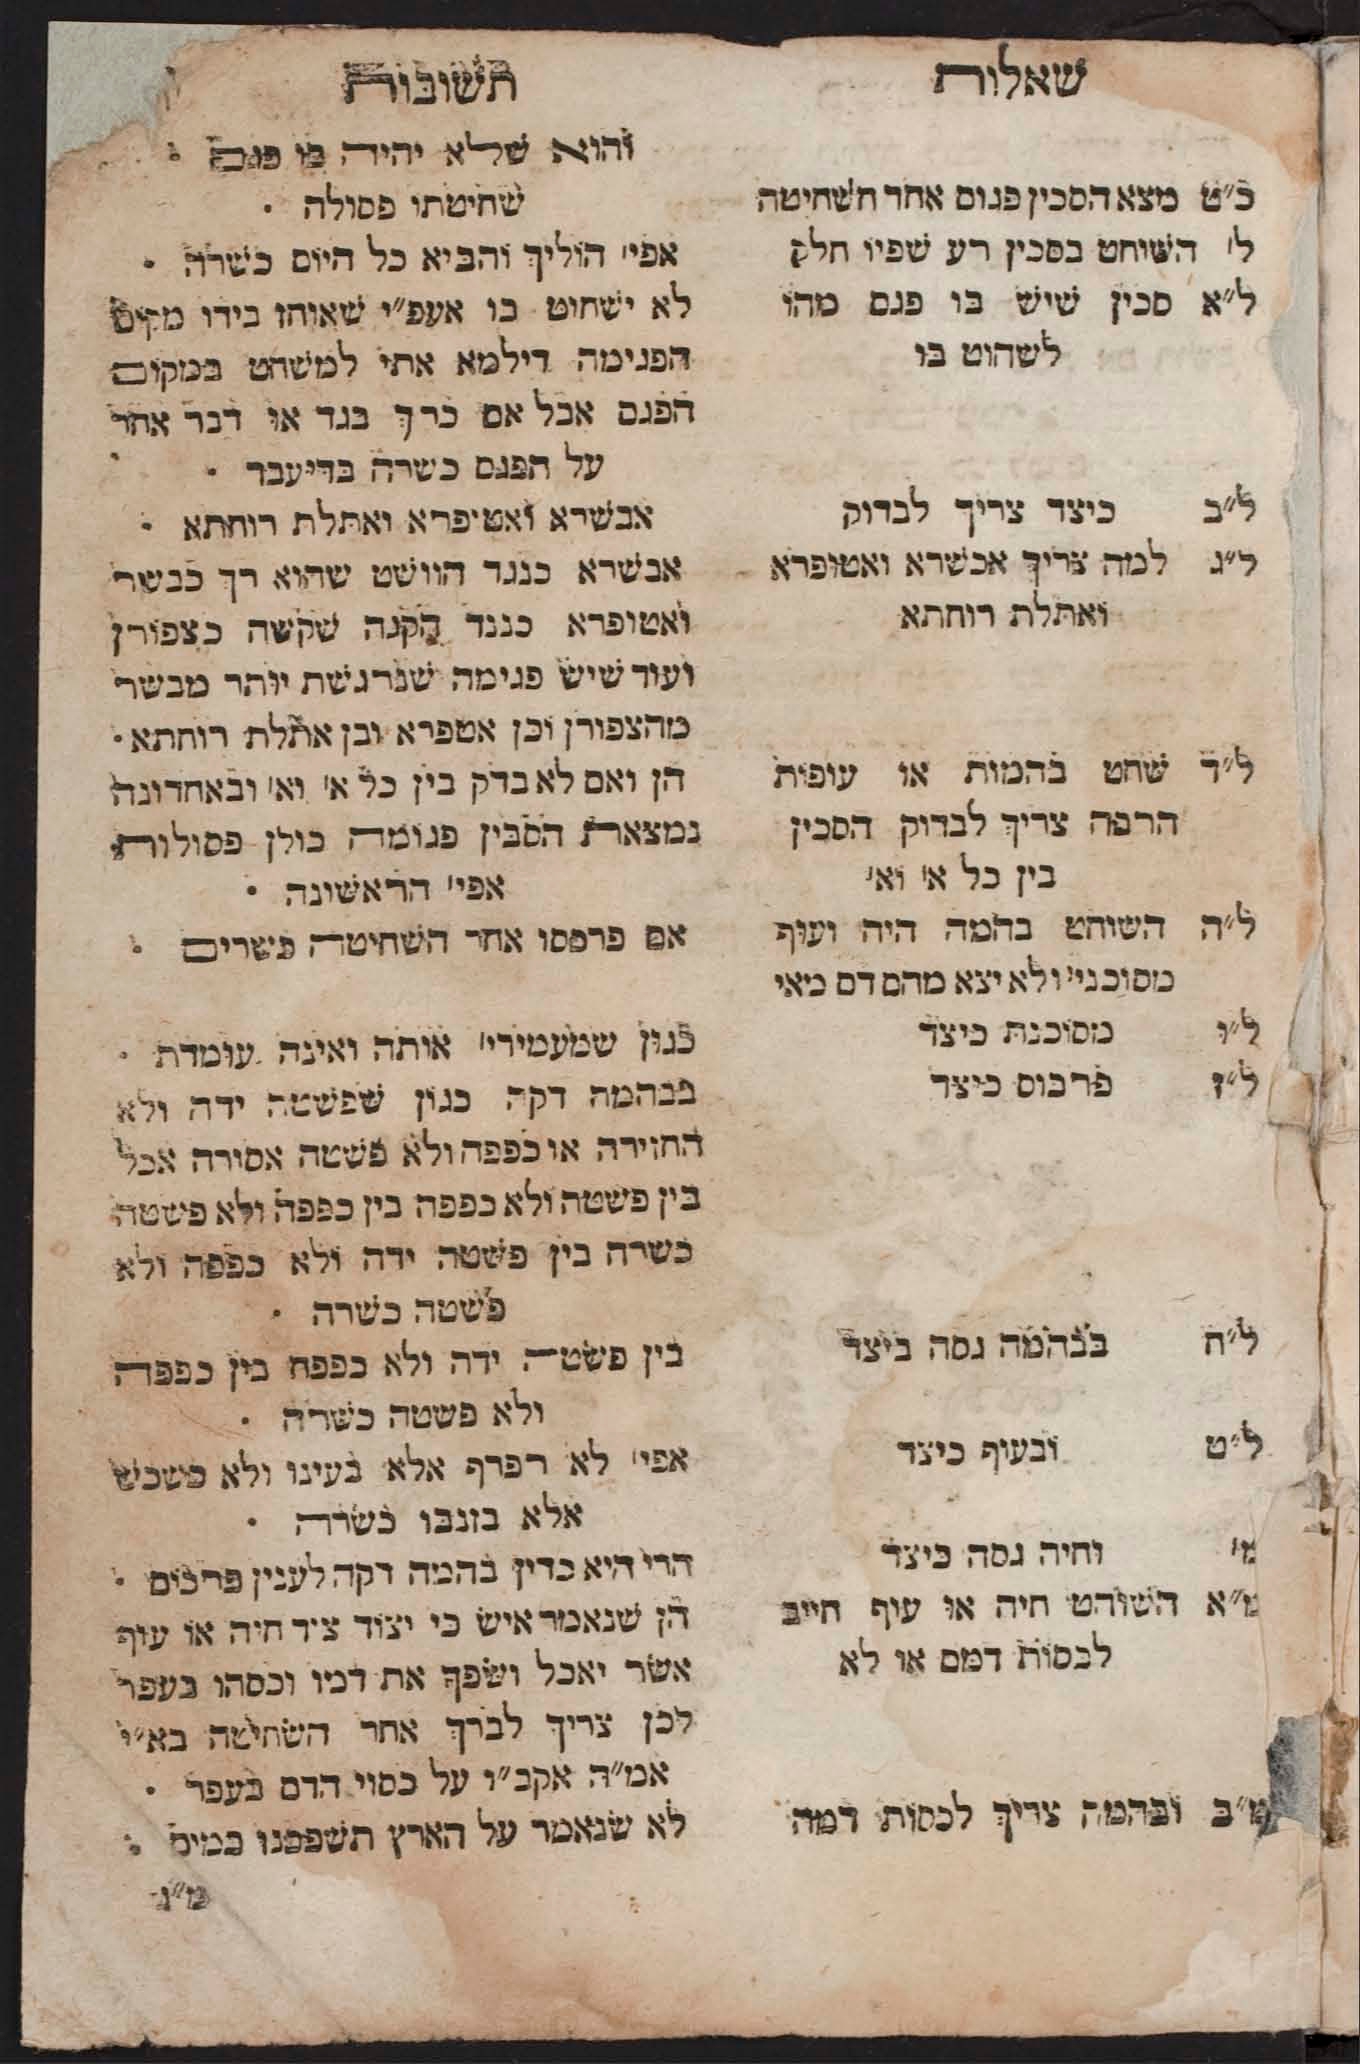 שאלות
כ״ט מצא הסכין פגום אחר השחיטה
ל׳ השוחט בסכין רע שפיו חלק
ל״א סכין שיש בו פגם מהו
לשהוט בו
ל״ב כיצד צריך לבדוק
ל״ג למה צריך אבשרא ואטופרא
ואתלת רוחתא
ל״ד שחט בהמות או עופות
הרבה צריך לבדוק הסכין
בין כל א׳ וא׳
ל״ה השוחט בהמה חיה ועוף
מסוכני׳ ולא יצא מהם דם מאי
ל״ו מסוכנת כיצד
ל״ז פרכוס כיצד
ל״ח בבהמה גסה כיצד
ל״ט ובעוף כיצד
מ׳ וחיה גסה כיצד
מ״א השוחט חיה או עוף חייב
לכסות דמם או לא
מ״ב ובהמה צריך לכסות דמה
תשובות
והוא שלא יהיה בו פגם
שחיטתו פסולה
אפי׳ הוליך והביא כל היום כשרה
לא ישחוט בו אעפ״י שאוחז בידו מקום
הפגימה דילמא אתי למשחט במקום
הפגם אבל אם כרך בגד או דבר אחר
על הפגם כשרה בדיעבד
אבשרא ואטיפרא ואתלת רוחתא
אבשרא כנגד הוושט שהוא רך כבשר
ואטופרא כנגד הקנה שקשה כצפורן
ועוד שיש פגימה שנרגשת יותר מבשר
מהצפורן וכן אטפרא ובן אתלת רוחתא
הן ואם לא בדק בין כל א׳ וא׳ ובאחרונה
נמצאת הסכין פגומה כולן פסולות
אפי׳ הראשונה
אם פרכסו אחר השחיטה כשרים
כגון שמעמידי׳ אותה ואינה עומדת
בבהמה דקה כגון שפשטה ידה ולא
החזירה או כפפה ולא פשטה אסורה אבל
בין פשטה ולא כפפה בין כפפה ולא פשטה
כשרה בין פשטה ידה ולא כפפה ולא
פשטה כשרה
בין פשטה ידה ולא כפפה בין כפפה
ולא פשטה כשרה
אפי׳ לא רפרף אלא בעינו ולא כשכש
אלא בזנבו כשרה
הרי היא כדין בהמה דקה לענין פרכוס
הן שנאמר איש כי יצוד ציד חיה או עוף
אשר יאכל ושפך את דמו וכסהו בעפר
לכן צריך לברך אחר השחיטה בא״י
אמ״ה אקב״ו על כסוי הדם בעפר
לא שנאמר על הארץ תשפכנו כמים
מ״ג